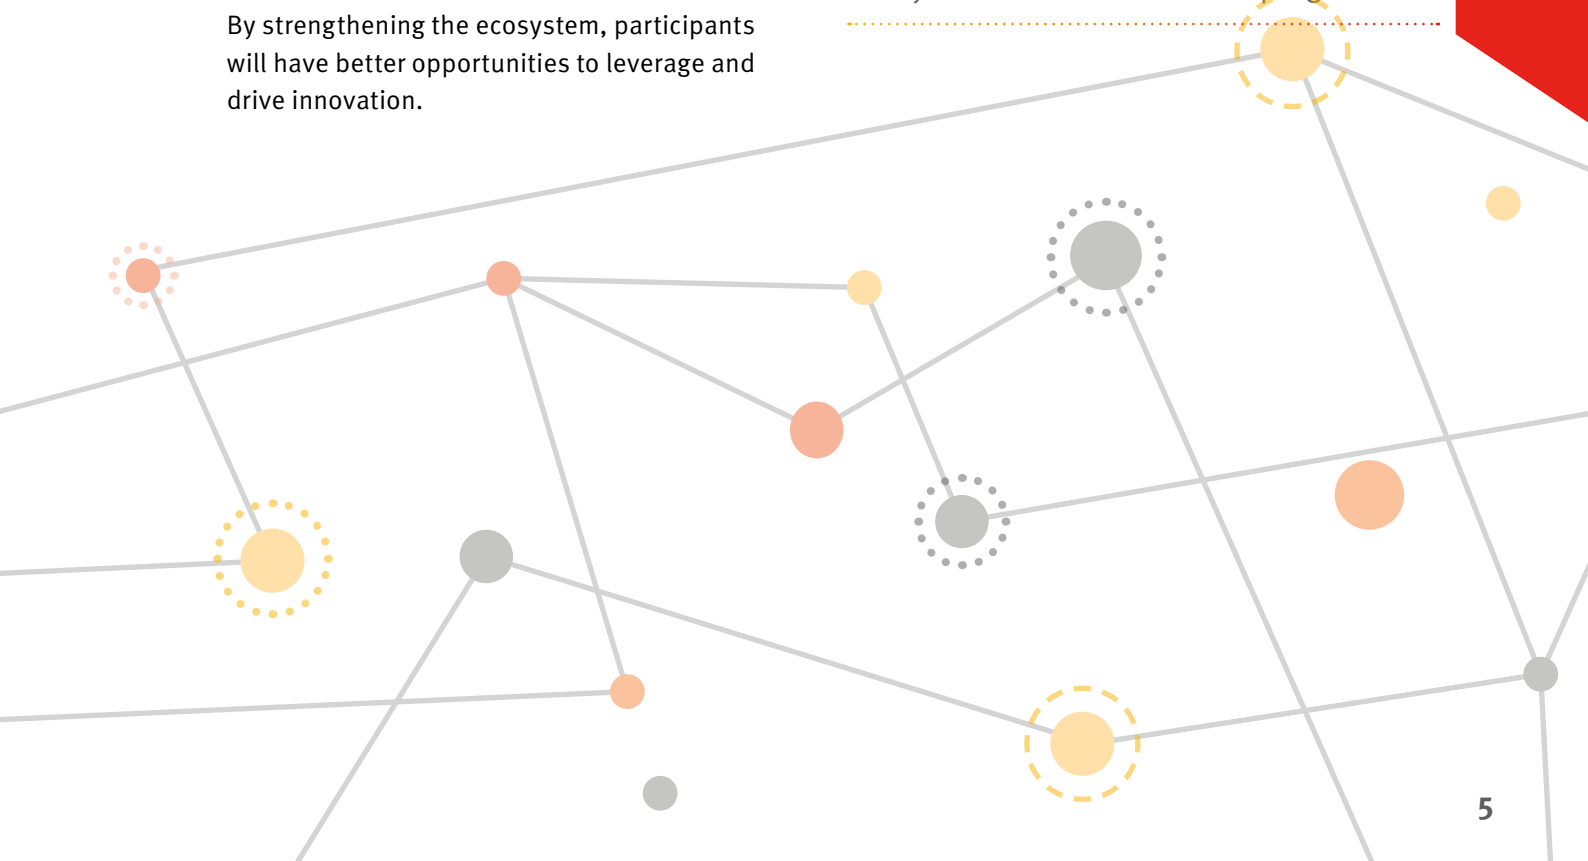 By strengthening the ecosystem, participants
will have better opportunities to leverage and
drive innovation.
5